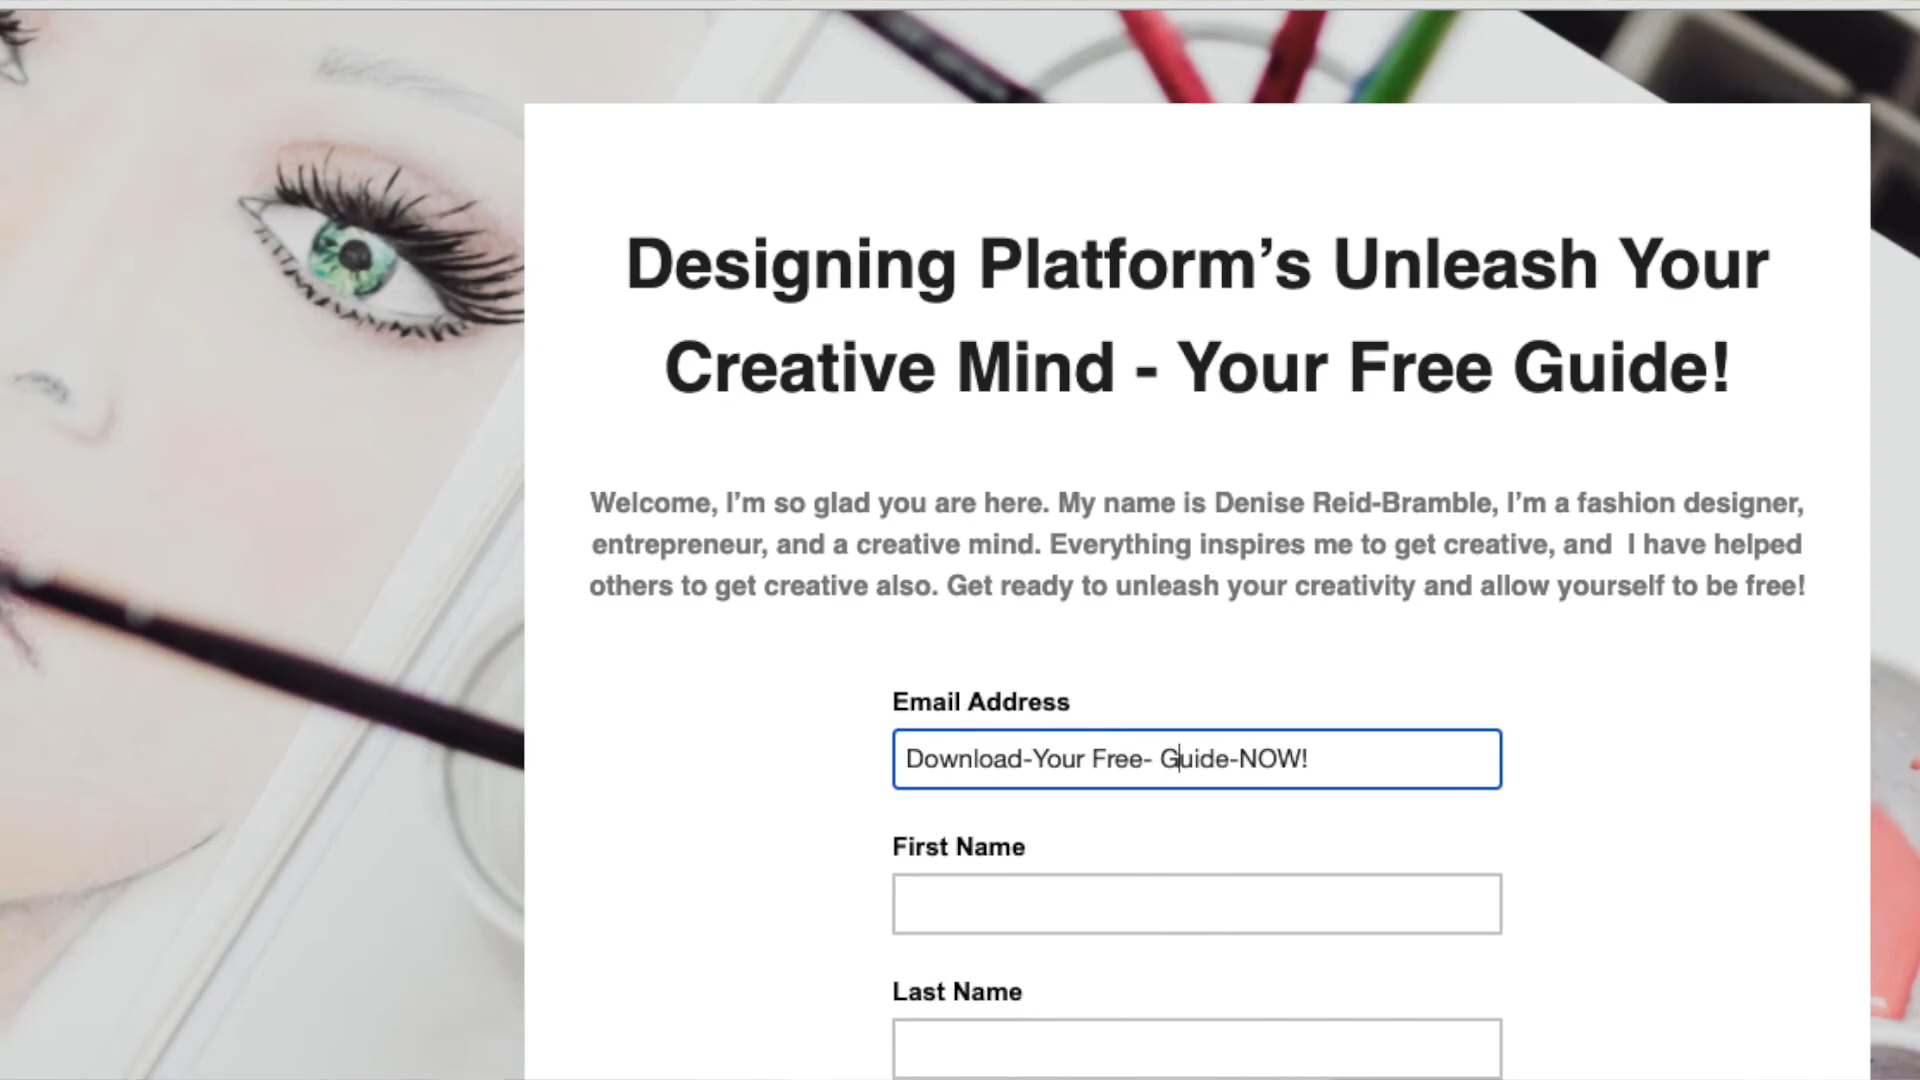 Designing Platform’s Unleash Your
Creative Mind - Your Free Guide!
Welcome, I’m so glad you are here. My name is Denise Reid-Bramble, I’m a fashion designer,
entrepreneur, and a creative mind. Everything inspires me to get creative, and  I have helped
others to get creative also. Get ready to unleash your creativity and allow yourself to be free!
Email Address
Download-Your Free- Guide-NOW!
First Name
Last Name